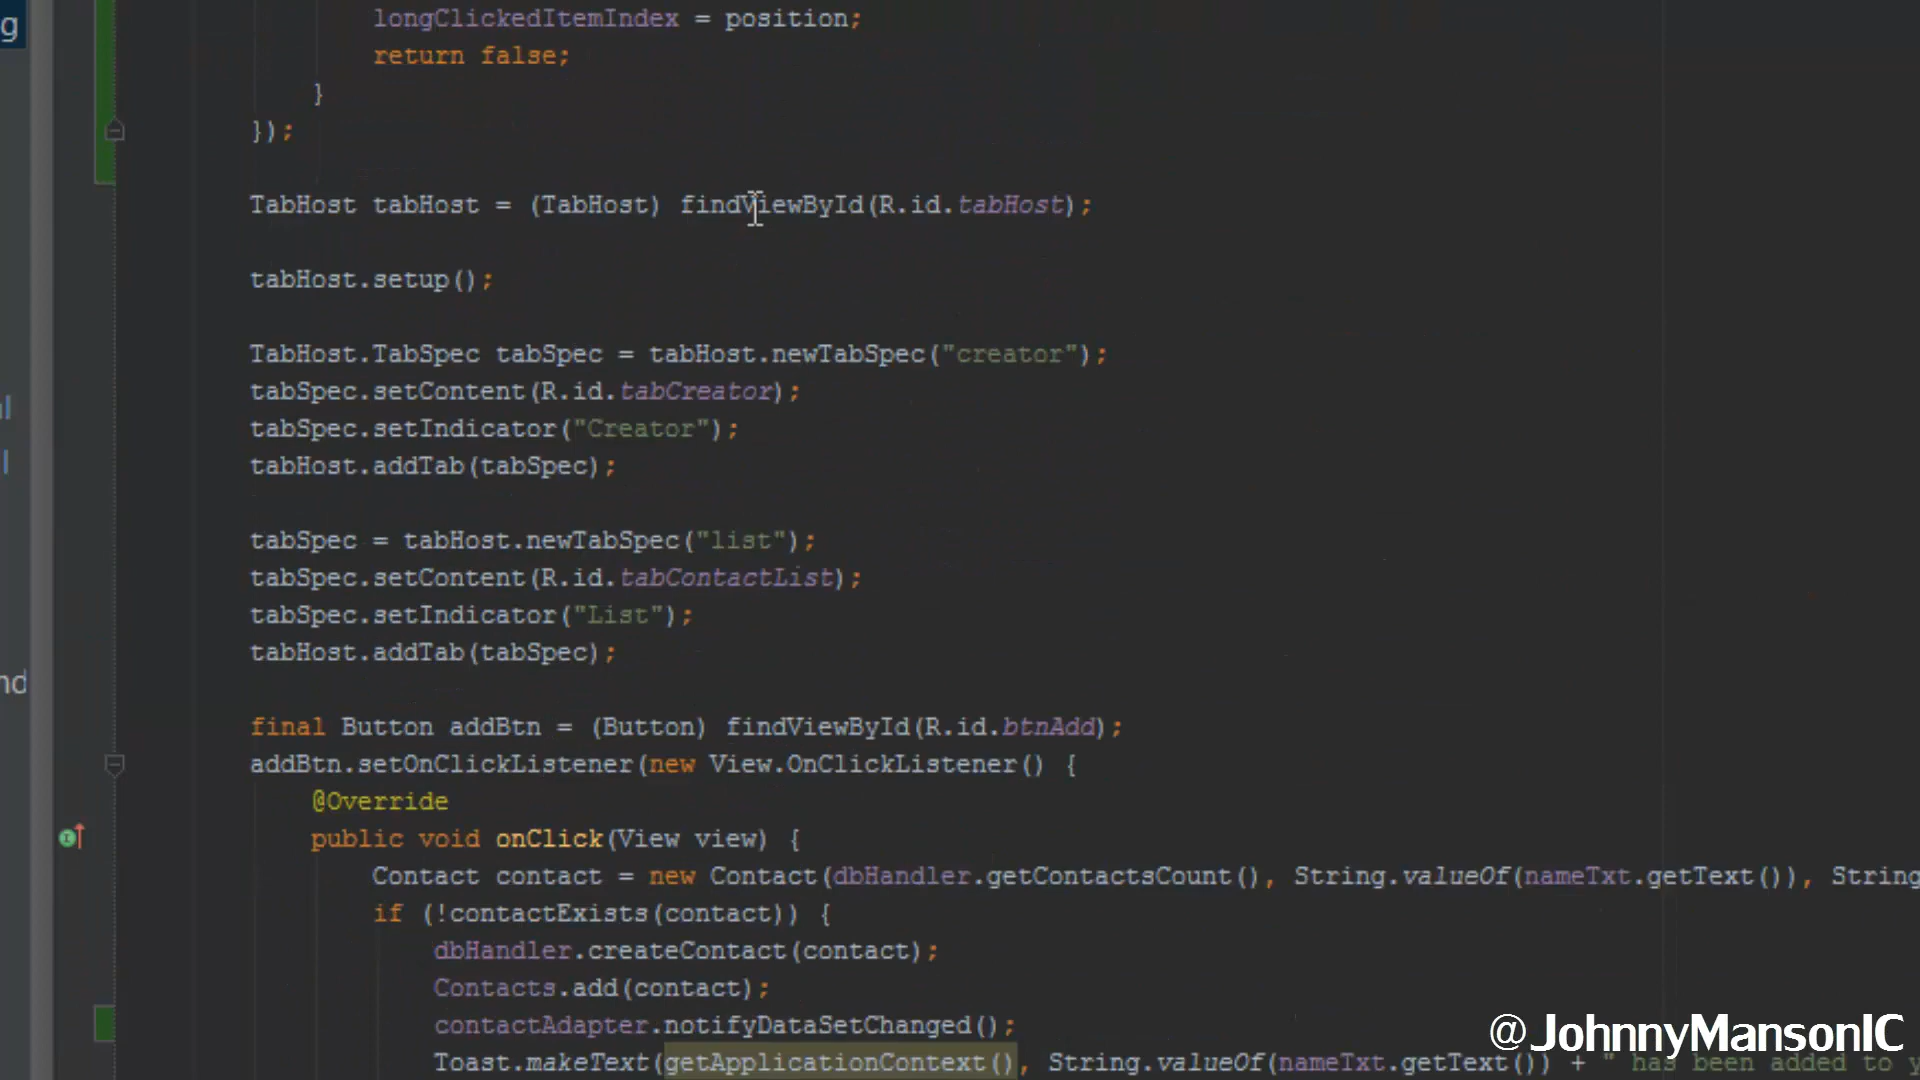 g
longClickedItemIndex = position;
return false;
}
});
TabHost tabHost = (TabHost) findViewById(R.id.tabHost);
tabHost.setup();
TabHost.TabSpec tabSpec = tabHost.newTabSpec("creator");
tabSpec.setContent(R.id.tabCreator);
tabSpec.setIndicator("Creator");
tabHost.addTab(tabSpec);
tabSpec = tabHost.newTabSpec("list");
tabSpec.setContent(R.id.tabContactList);
tabSpec.setIndicator("List");
tabHost.addTab(tabSpec);
nd
final Button addBtn = (Button) findViewById(R.id.btnAdd);
addBtn.setOnClickListener(new View.OnClickListener() {
@Override
public void onClick(View view) {
Contact contact = new Contact(dbHandler.getContactsCount(), String.valueOf(nameTxt.getText()), String
if (!contactExists(contact)) {
dbHandler.createContact(contact);
Contacts.add(contact);
contactAdapter.notifyDataSetChanged();
Toast.makeText(getApplicationContext(), String.valueOf(nameTxt.getText()) + " has been added to y
@JohnnyMansonIC